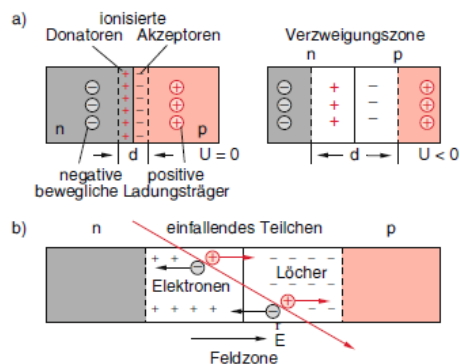 a)
ionisierte
Donatoren Akzeptoren
n p
d U = 0
negative positive
bewegliche Ladungsträger
Verzweigungszone
n p
d U < 0
b) n einfallendes Teilchen p
Elektronen Löcher
r
E
Feldzone